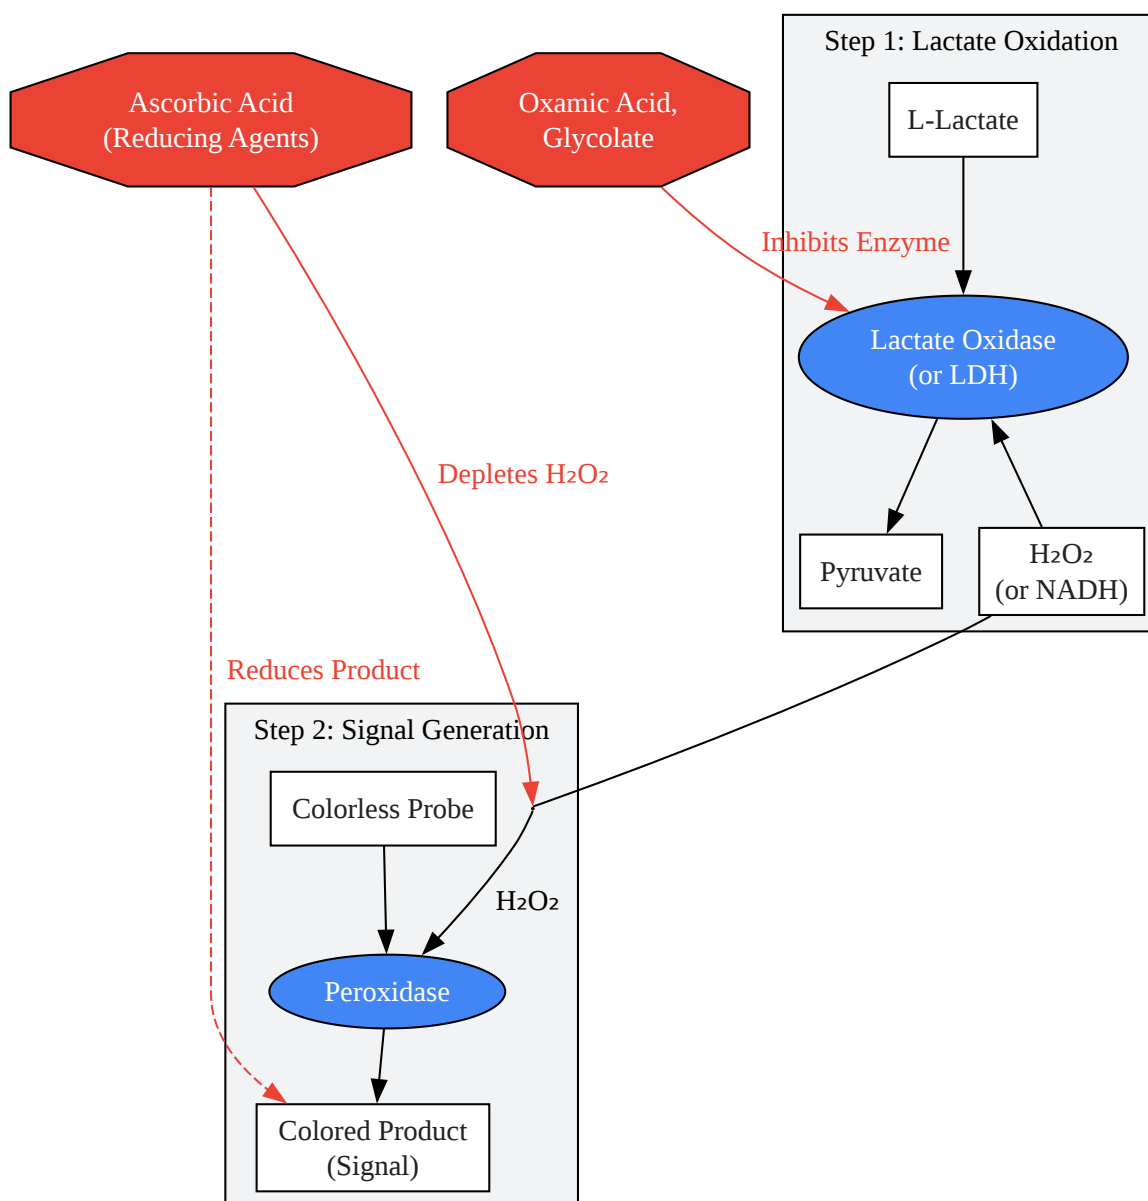 Step 1: Lactate Oxidation
Ascorbic Acid
(Reducing Agents)
Oxamic Acid,
Glycolate
L-Lactate
Inhibits Enzyme
Lactate Oxidase
(or LDH)
Depletes H₂O₂
Pyruvate
H₂O₂
(or NADH)
Reduces Product
Step 2: Signal Generation
Colorless Probe
H₂O₂
Peroxidase
Colored Product
(Signal)